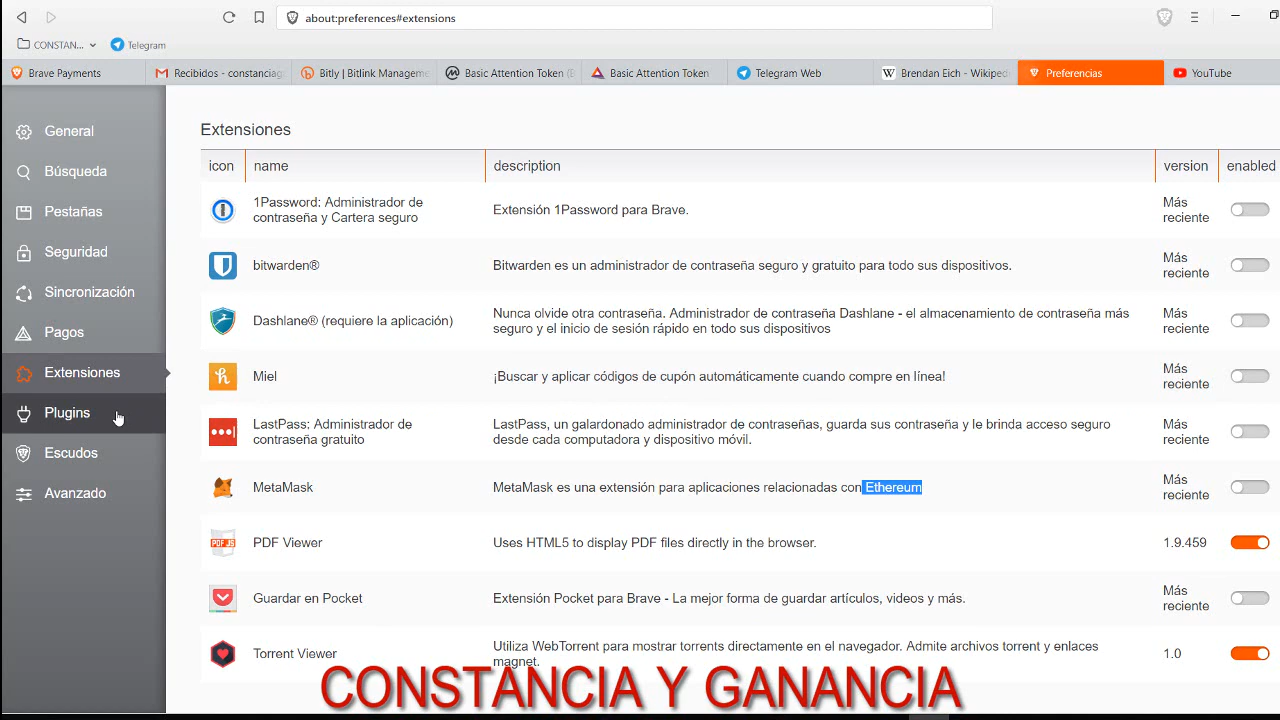 about:preferences#extensions
CONSTAN...
Telegram
Brave Payments
Recibidos - constanciag
Bitly | Bitlink Manageme
Basic Attention Token (B
Basic Attention Token
Telegram Web
Brendan Eich - Wikiped
Preferencias
YouTube
General
Búsqueda
Pestañas
Seguridad
Sincronización
Pagos
Extensiones
Plugins
Escudos
Avanzado
Extensiones
icon name description version enabled
1Password: Administrador de
contraseña y Cartera seguro
Extensión 1Password para Brave.
Más
reciente
bitwarden®
Bitwarden es un administrador de contraseña seguro y gratuito para todo sus dispositivos.
Más
reciente
Dashlane® (requiere la aplicación)
Nunca olvide otra contraseña. Administrador de contraseña Dashlane - el almacenamiento de contraseña más
seguro y el inicio de sesión rápido en todo sus dispositivos
Más
reciente
Miel
¡Buscar y aplicar códigos de cupón automáticamente cuando compre en línea!
Más
reciente
LastPass: Administrador de
contraseña gratuito
LastPass, un galardonado administrador de contraseñas, guarda sus contraseña y le brinda acceso seguro
desde cada computadora y dispositivo móvil.
Más
reciente
MetaMask
MetaMask es una extensión para aplicaciones relacionadas con Ethereum
Más
reciente
PDF JS
PDF Viewer
Uses HTML5 to display PDF files directly in the browser.
1.9.459
Guardar en Pocket
Extensión Pocket para Brave - La mejor forma de guardar artículos, videos y más.
Más
reciente
Torrent Viewer
Utiliza WebTorrent para mostrar torrents directamente en el navegador. Admite archivos torrent y enlaces
magnet.
1.0
CONSTANCIA Y GANANCIA